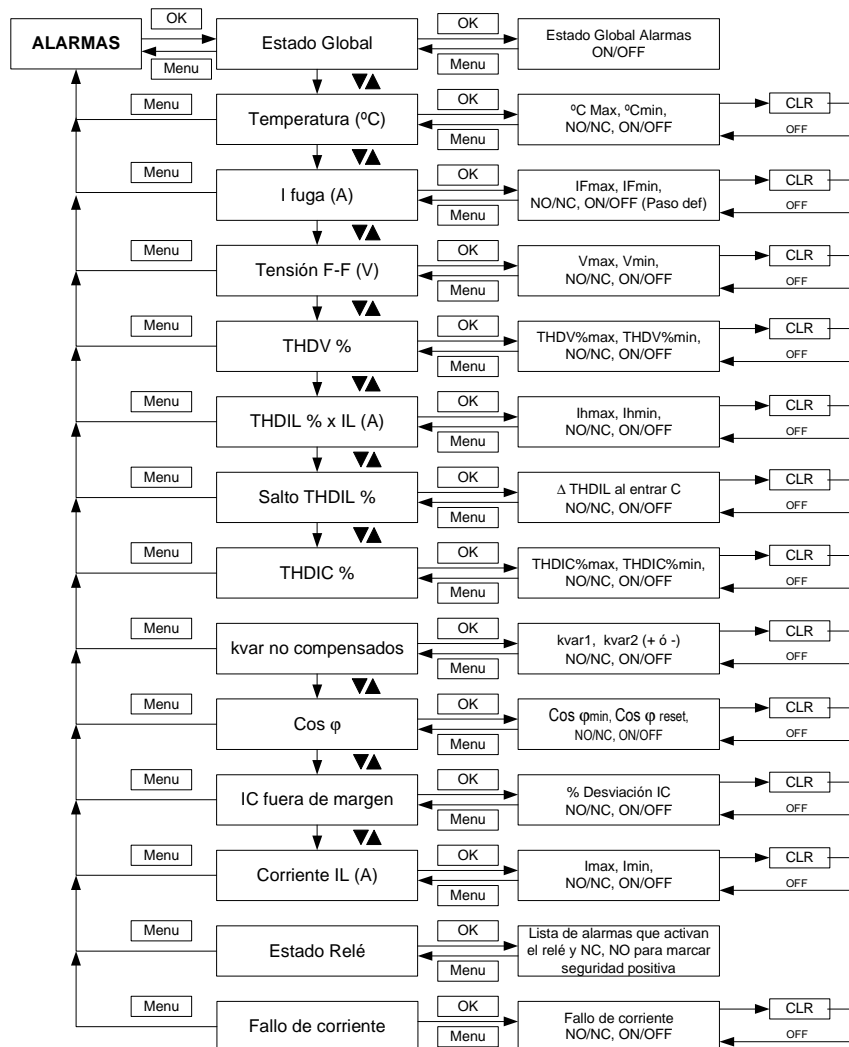 OK
ALARMAS
Menu
Estado Global
OK
Menu
Estado Global Alarmas
ON/OFF
Menu
Temperatura (ºC)
OK
Menu
ºC Max, ºCmin,
NO/NC, ON/OFF
CLR
OFF
Menu
I fuga (A)
OK
Menu
IFmax, IFmin,
NO/NC, ON/OFF (Paso def)
CLR
OFF
Menu
Tensión F-F (V)
OK
Menu
Vmax, Vmin,
NO/NC, ON/OFF
CLR
OFF
Menu
THDV %
OK
Menu
THDV%max, THDV%min,
NO/NC, ON/OFF
CLR
OFF
Menu
THDIL % x IL (A)
OK
Menu
Ihmax, Ihmin,
NO/NC, ON/OFF
CLR
OFF
Menu
Salto THDIL %
OK
Menu
Δ THDIL al entrar C
NO/NC, ON/OFF
CLR
OFF
Menu
THDIC %
OK
Menu
THDIC%max, THDIC%min,
NO/NC, ON/OFF
CLR
OFF
Menu
kvar no compensados
OK
Menu
kvar1, kvar2 (+ ó -)
NO/NC, ON/OFF
CLR
OFF
Menu
Cos φ
OK
Menu
Cos φmin, Cos φ reset,
NO/NC, ON/OFF
CLR
OFF
Menu
IC fuera de margen
OK
Menu
% Desviación IC
NO/NC, ON/OFF
CLR
OFF
Menu
Corriente IL (A)
OK
Menu
Imax, Imin,
NO/NC, ON/OFF
CLR
OFF
Menu
Estado Relé
OK
Menu
Lista de alarmas que activan
el relé y NC, NO para marcar
seguridad positiva
Menu
Fallo de corriente
OK
Menu
Fallo de corriente
NO/NC, ON/OFF
CLR
OFF